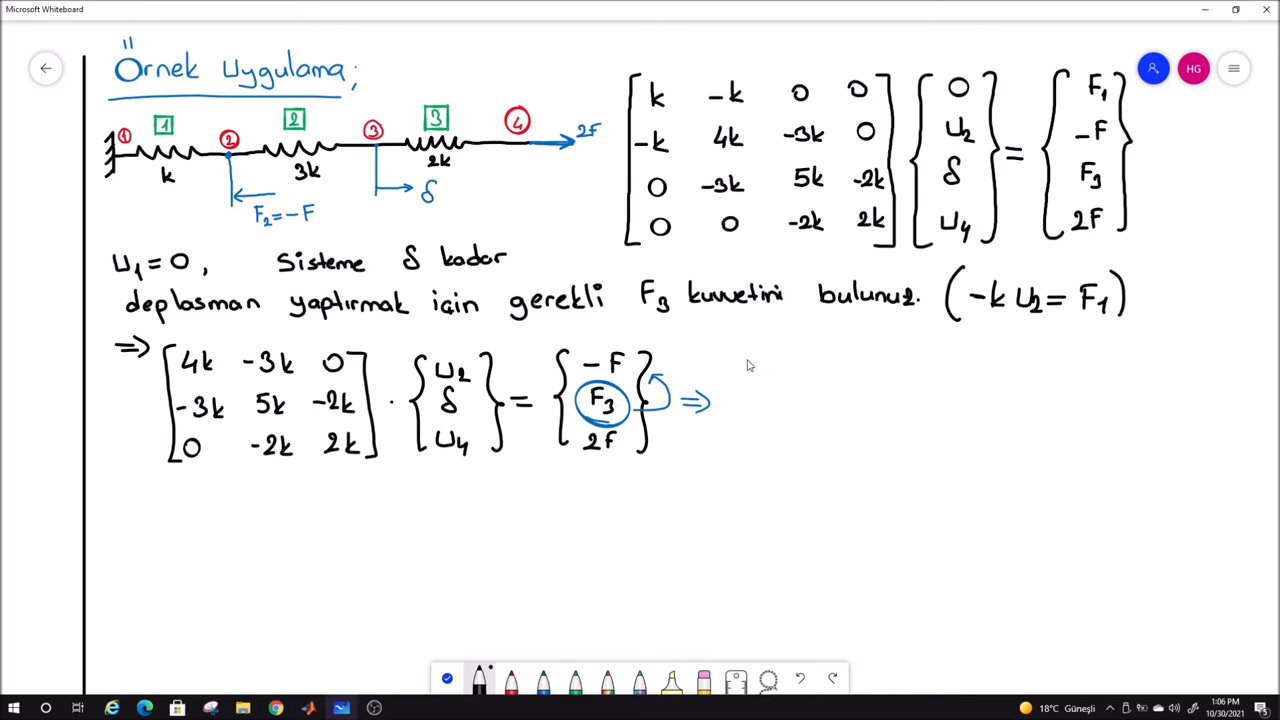 Microsoft Whiteboard
HG
Örnek Uygulama;
1 2 3
① ② ③ ④ 2F
k 3k 2k
F₂=-F δ
[k -k 0 0] {0} = {F₁}
[-k 4k -3k 0] {U₂} = {-F}
[0 -3k 5k -2k] {δ} = {F₃}
[0 0 -2k 2k] {U₄} = {2F}
U₁=0, Sisteme δ kadar
deplasman yaptırmak için gerekli F₃ kuvvetini bulunuz. (-k U₂ = F₁)
⇒ [4k -3k 0] · {U₂} = {-F}
[-3k 5k -2k] · {δ} = {F₃} ⇒
[0 -2k 2k] {U₄} = {2F}
18°C Güneşli
1:06 PM
10/30/2021
5